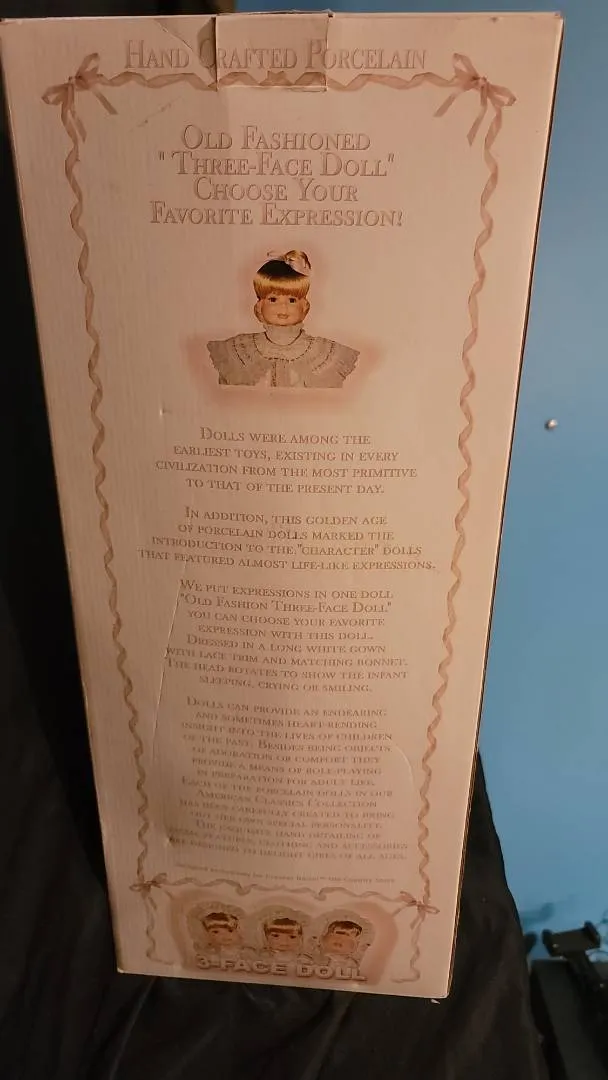 HAND CRAFTED PORCELAIN
OLD FASHIONED
"THREE-FACE DOLL"
CHOOSE YOUR
FAVORITE EXPRESSION!
DOLLS WERE AMONG THE
EARLIEST TOYS, EXISTING IN EVERY
CIVILIZATION FROM THE MOST PRIMITIVE
TO THAT OF THE PRESENT DAY.
IN ADDITION, THIS GOLDEN AGE
OF PORCELAIN DOLLS MARKED THE
INTRODUCTION TO THE "CHARACTER" DOLLS
THAT FEATURED ALMOST LIFE-LIKE EXPRESSIONS.
WE PUT EXPRESSIONS IN ONE DOLL
"OLD FASHION THREE-FACE DOLL"
YOU CAN CHOOSE YOUR FAVORITE
EXPRESSION WITH THIS DOLL.
DRESSED IN A LONG WHITE GOWN
WITH LACE TRIM AND MATCHING BONNET.
THE HEAD ROTATES TO SHOW THE INFANT
SLEEPING, CRYING OR SMILING.
DOLLS CAN PROVIDE AN ENDEARING
AND SOMETIMES HEART-RENDING
INSIGHT INTO THE LIVES OF CHILDREN
OF THE PAST. BESIDES BEING OBJECTS
OF ADORATION OR COMFORT THEY
PROVIDE A MEANS OF ROLE-PLAYING
IN PREPARATION FOR ADULT LIFE.
EACH OF THE PORCELAIN DOLLS IN OUR
AMERICAN CLASSICS COLLECTION
HAS BEEN CAREFULLY CREATED TO BRING
OUT HER OWN SPECIAL PERSONALITY.
THE EXQUISITE HAND DETAILING OF
FACIAL FEATURES, CLOTHING AND ACCESSORIES
ARE DESIGNED TO DELIGHT GIRLS OF ALL AGES.
Exclusively for Cracker Barrel Old Country Store
3-FACE DOLL